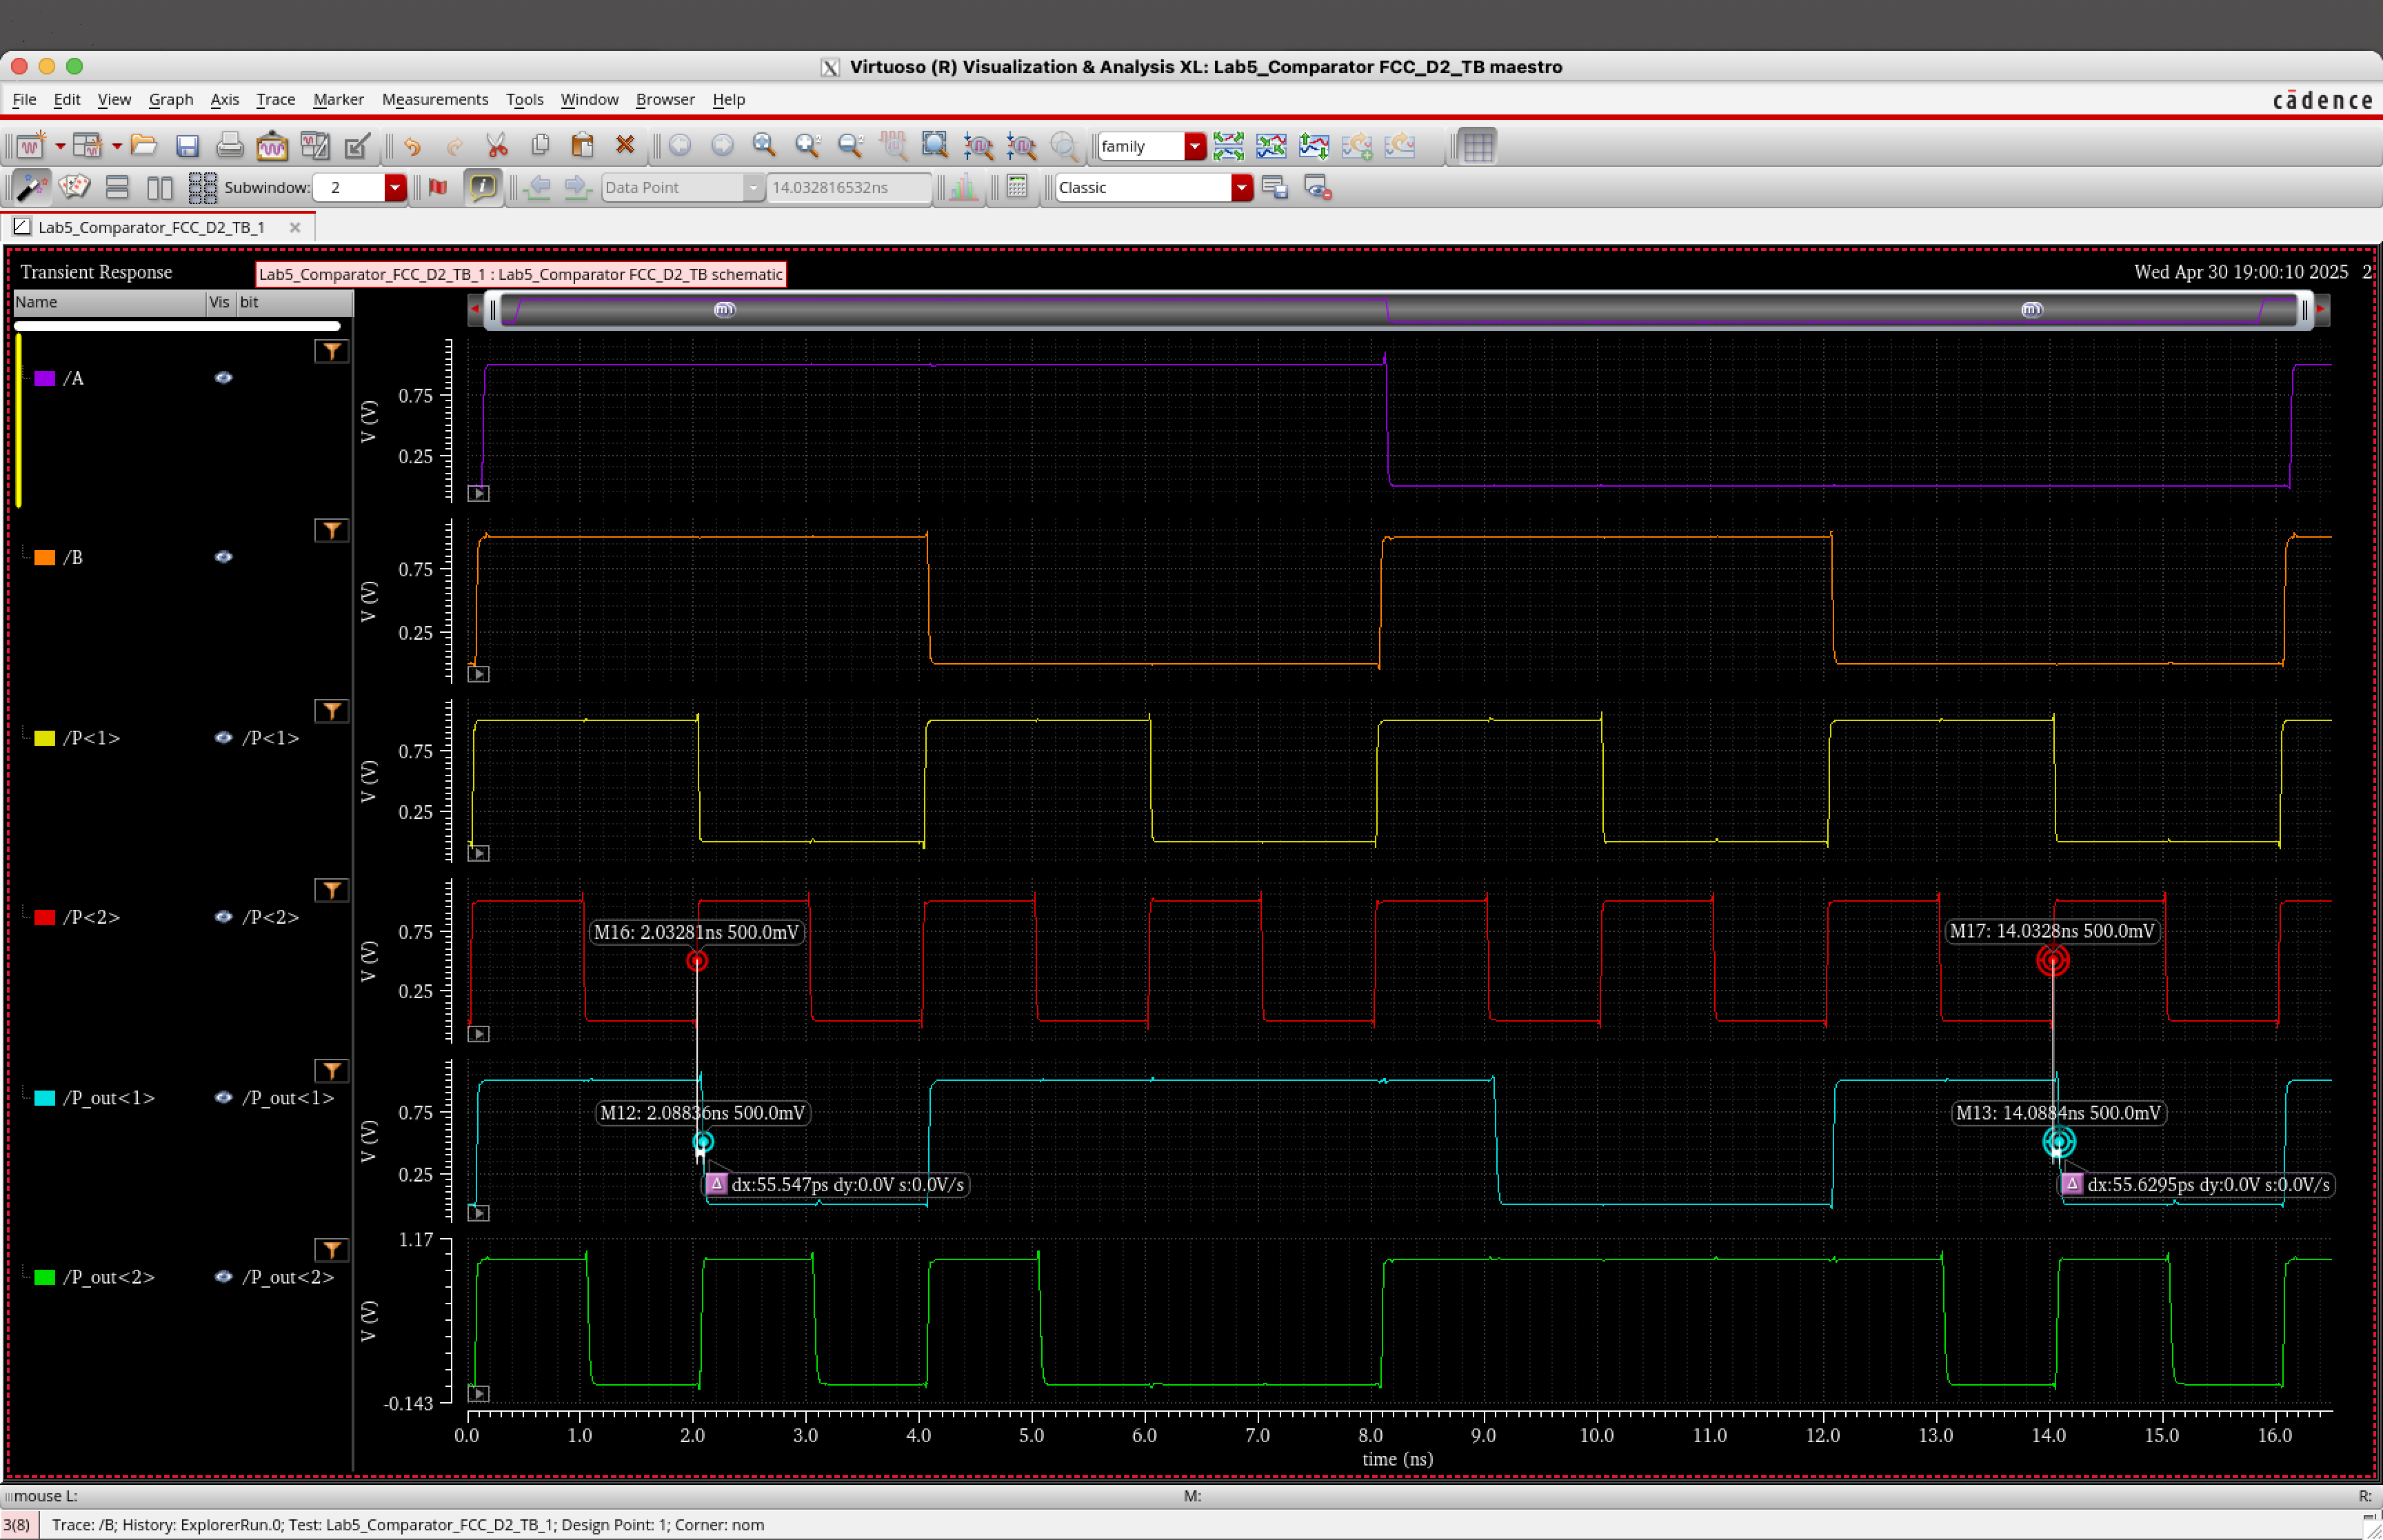 Virtuoso (R) Visualization & Analysis XL: Lab5_Comparator FCC_D2_TB maestro
File Edit View Graph Axis Trace Marker Measurements Tools Window Browser Help
cādence
family
Subwindow: 2 Data Point 14.032816532ns Classic
Lab5_Comparator_FCC_D2_TB_1
Transient Response
Lab5_Comparator_FCC_D2_TB_1 : Lab5_Comparator FCC_D2_TB schematic
Wed Apr 30 19:00:10 2025 2
Name Vis bit
/A
V (V)
0.75
0.25
/B
V (V)
0.75
0.25
/P<1> /P<1>
V (V)
0.75
0.25
/P<2> /P<2>
V (V)
0.75
0.25
M16: 2.03281ns 500.0mV
M17: 14.0328ns 500.0mV
/P_out<1> /P_out<1>
V (V)
0.75
0.25
M12: 2.08836ns 500.0mV
M13: 14.0884ns 500.0mV
Δ dx:55.547ps dy:0.0V s:0.0V/s
Δ dx:55.6295ps dy:0.0V s:0.0V/s
/P_out<2> /P_out<2>
V (V)
1.17
-0.143
0.0 1.0 2.0 3.0 4.0 5.0 6.0 7.0 8.0 9.0 10.0 11.0 12.0 13.0 14.0 15.0 16.0
time (ns)
mouse L: M: R:
3(8) Trace: /B; History: ExplorerRun.0; Test: Lab5_Comparator_FCC_D2_TB_1; Design Point: 1; Corner: nom